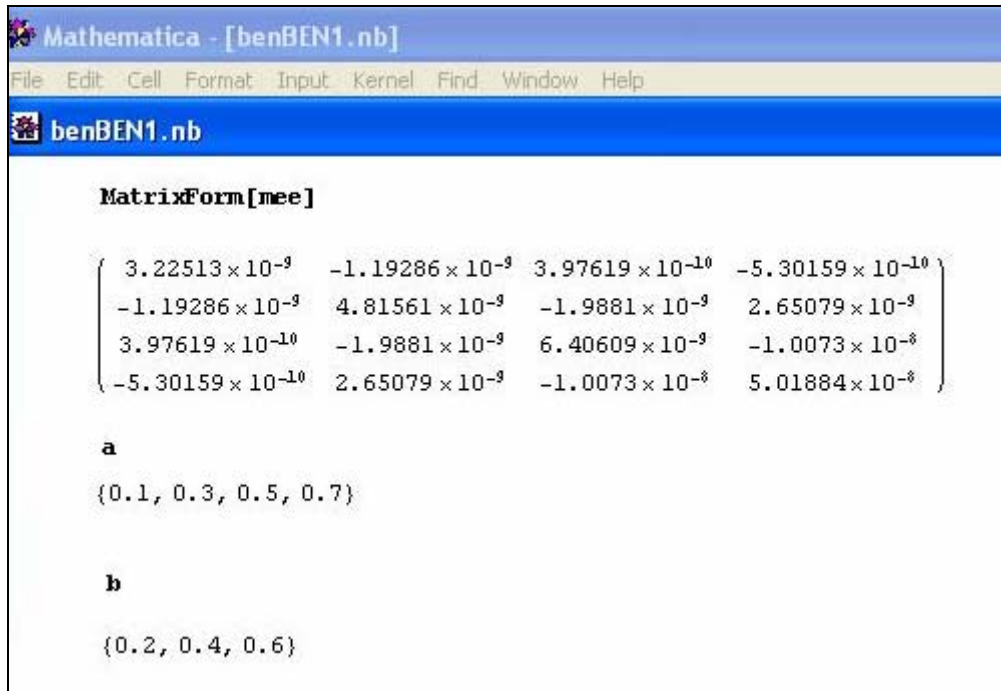 Mathematica - [benBEN1.nb]
File Edit Cell Format Input Kernel Find Window Help
benBEN1.nb
MatrixForm[mee]
3.22513×10⁻⁹ -1.19286×10⁻⁹ 3.97619×10⁻¹⁰ -5.30159×10⁻¹⁰
-1.19286×10⁻⁹ 4.81561×10⁻⁹ -1.9881×10⁻⁹ 2.65079×10⁻⁹
3.97619×10⁻¹⁰ -1.9881×10⁻⁹ 6.40609×10⁻⁹ -1.0073×10⁻⁸
-5.30159×10⁻¹⁰ 2.65079×10⁻⁹ -1.0073×10⁻⁸ 5.01884×10⁻⁸
a
{0.1, 0.3, 0.5, 0.7}
b
{0.2, 0.4, 0.6}